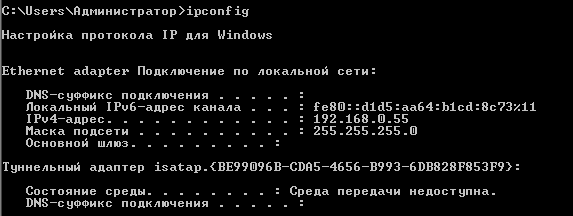 C:\Users\Администратор>ipconfig
Настройка протокола IP для Windows
Ethernet adapter Подключение по локальной сети:
DNS-суффикс подключения . . . . . :
Локальный IPv6-адрес канала . . . : fe80::d1d5:aa64:b1cd:8c73%11
IPv4-адрес. . . . . . . . . . . . : 192.168.0.55
Маска подсети . . . . . . . . . . : 255.255.255.0
Основной шлюз. . . . . . . . . :
Туннельный адаптер isatap.{BE99096B-CDA5-4656-B993-6DB828F853F9}:
Состояние среды. . . . . . . . : Среда передачи недоступна.
DNS-суффикс подключения . . . . . :